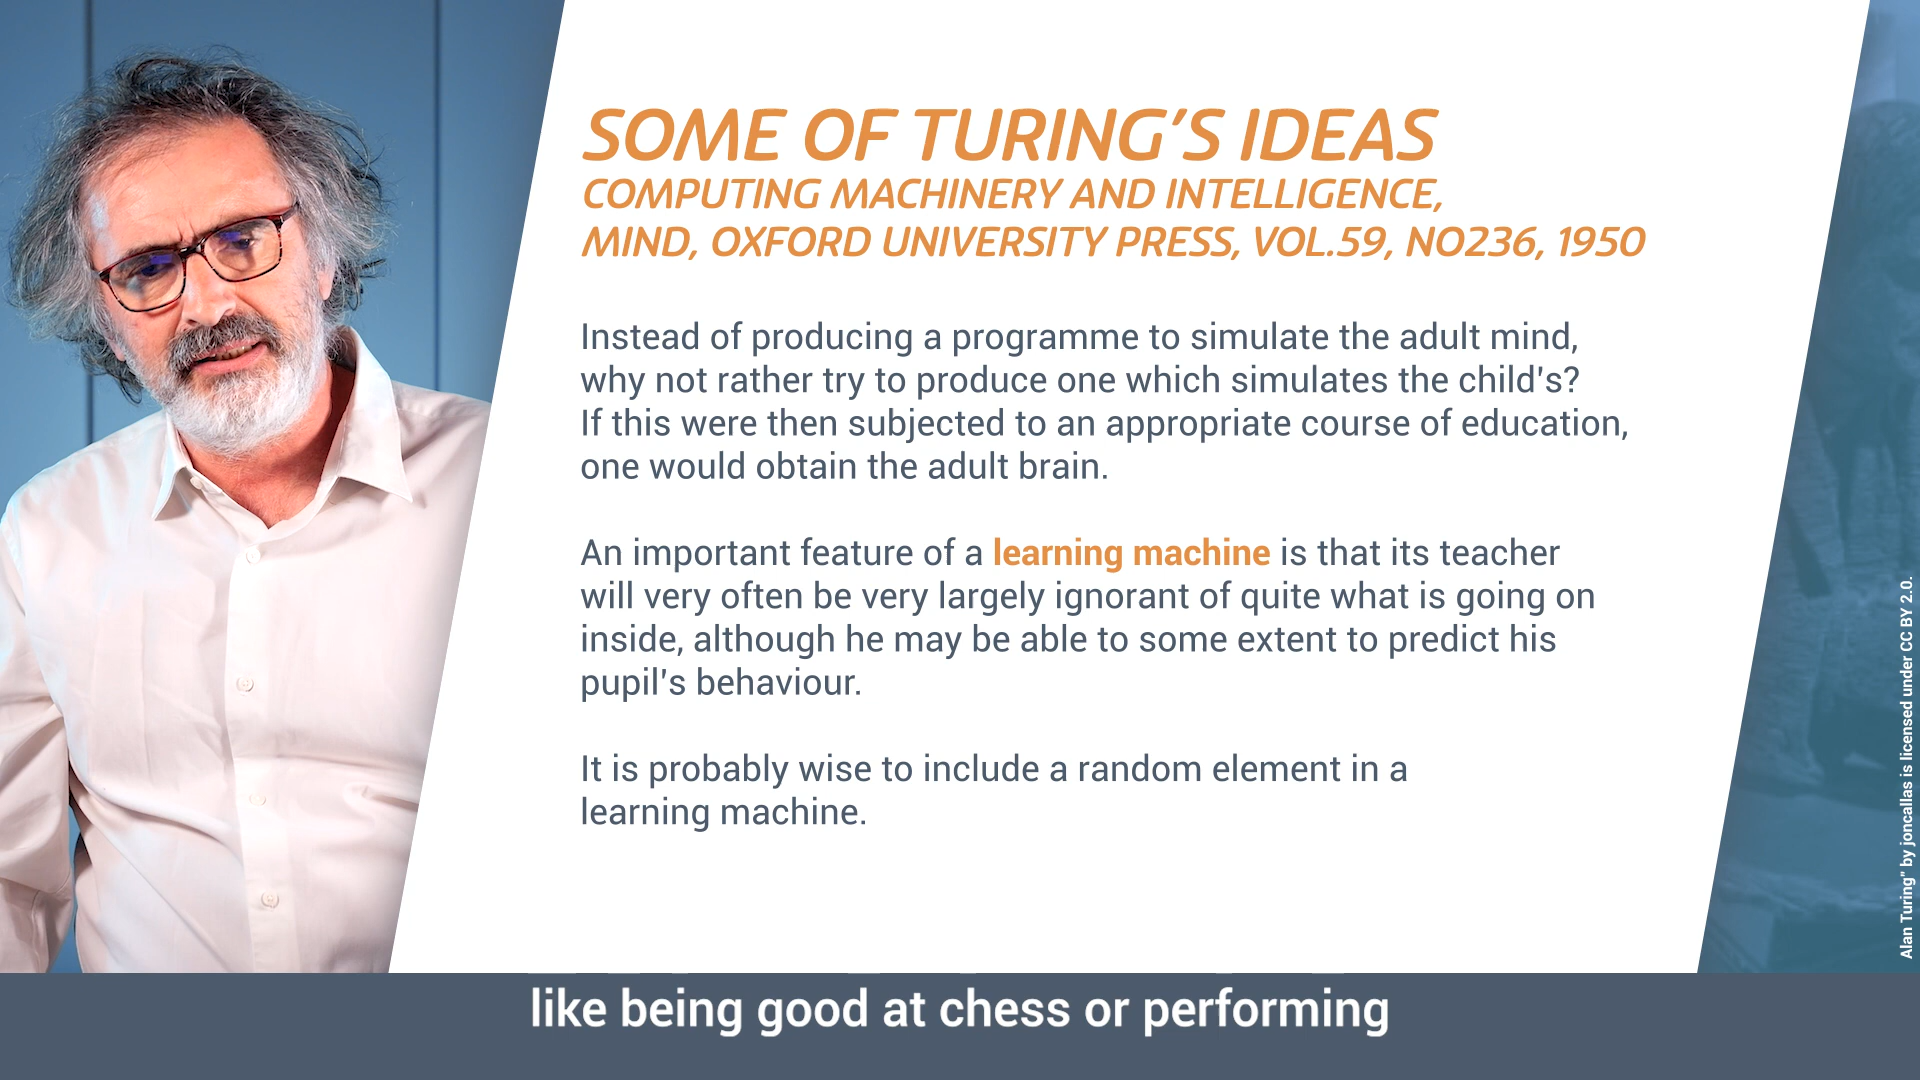 SOME OF TURING'S IDEAS
COMPUTING MACHINERY AND INTELLIGENCE,
MIND, OXFORD UNIVERSITY PRESS, VOL.59, NO236, 1950
Instead of producing a programme to simulate the adult mind,
why not rather try to produce one which simulates the child's?
If this were then subjected to an appropriate course of education,
one would obtain the adult brain.
An important feature of a learning machine is that its teacher
will very often be very largely ignorant of quite what is going on
inside, although he may be able to some extent to predict his
pupil's behaviour.
It is probably wise to include a random element in a
learning machine.
Alan Turing" by joncallas is licensed under CC BY 2.0.
like being good at chess or performing